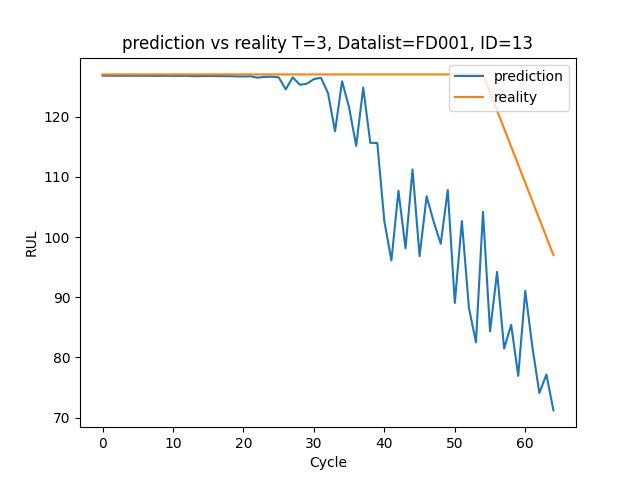 prediction vs reality T=3, Datalist=FD001, ID=13
prediction
reality
120
110
100
90
80
70
RUL
0 10 20 30 40 50 60
Cycle